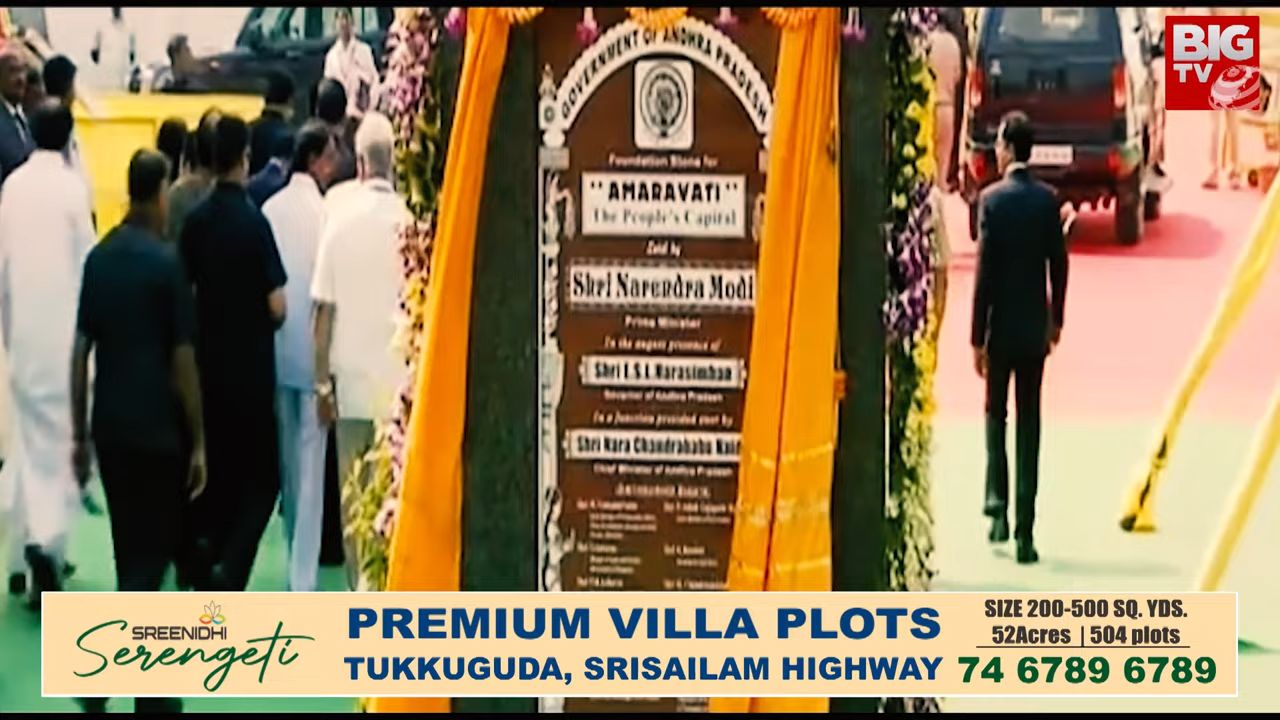 BIG
TV
GOVERNMENT OF ANDHRA PRADESH
Foundation Stone for
"AMARAVATI"
The People's Capital
Laid by
Shri Narendra Modi
Prime Minister
In the august presence of
Shri E.S.L Narasimhan
Governor of Andhra Pradesh
In a function presided over by
Shri Nara Chandrababu
Chief Minister of Andhra Pradesh
SREENIDHI
Serengeti
PREMIUM VILLA PLOTS
TUKKUGUDA, SRISAILAM HIGHWAY
SIZE 200-500 SQ. YDS.
52Acres | 504 plots
74 6789 6789